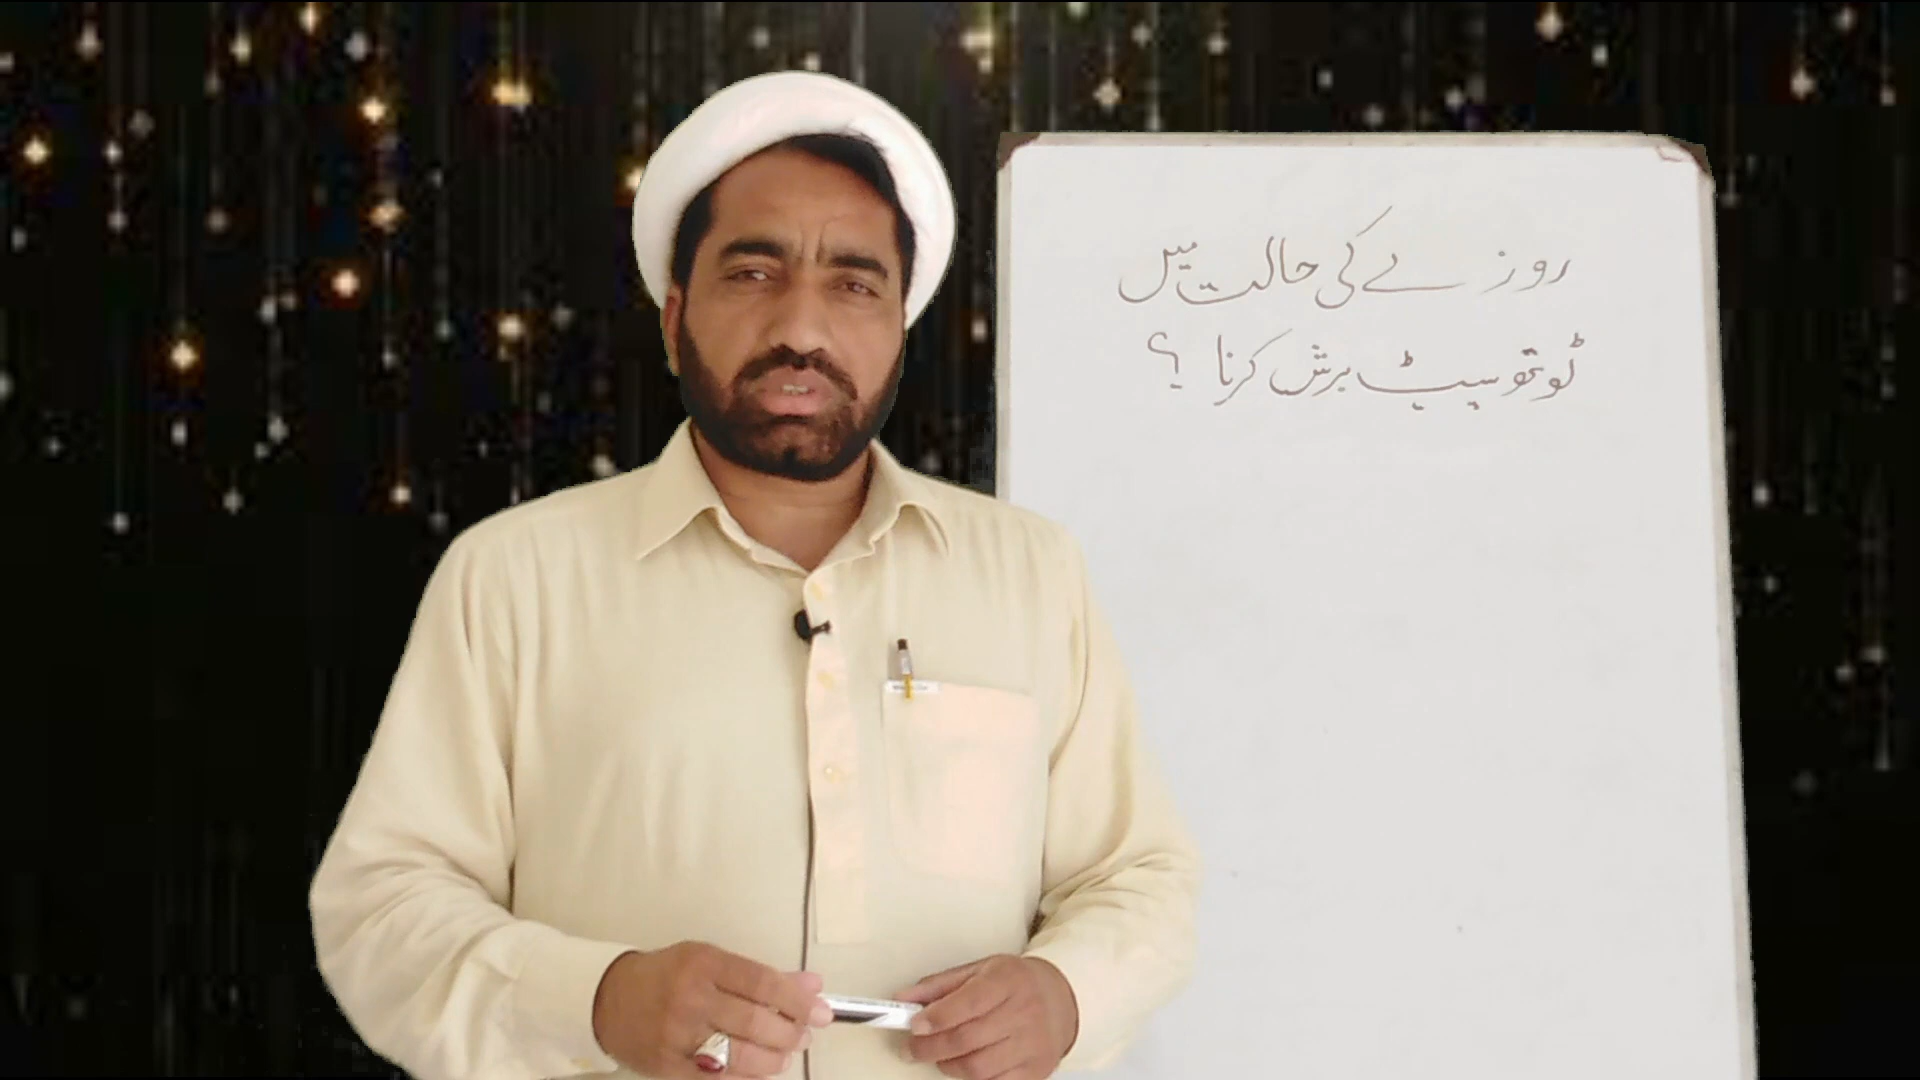 روزے کی حالت میں
ٹوتھ پیسٹ برش کرنا ؟